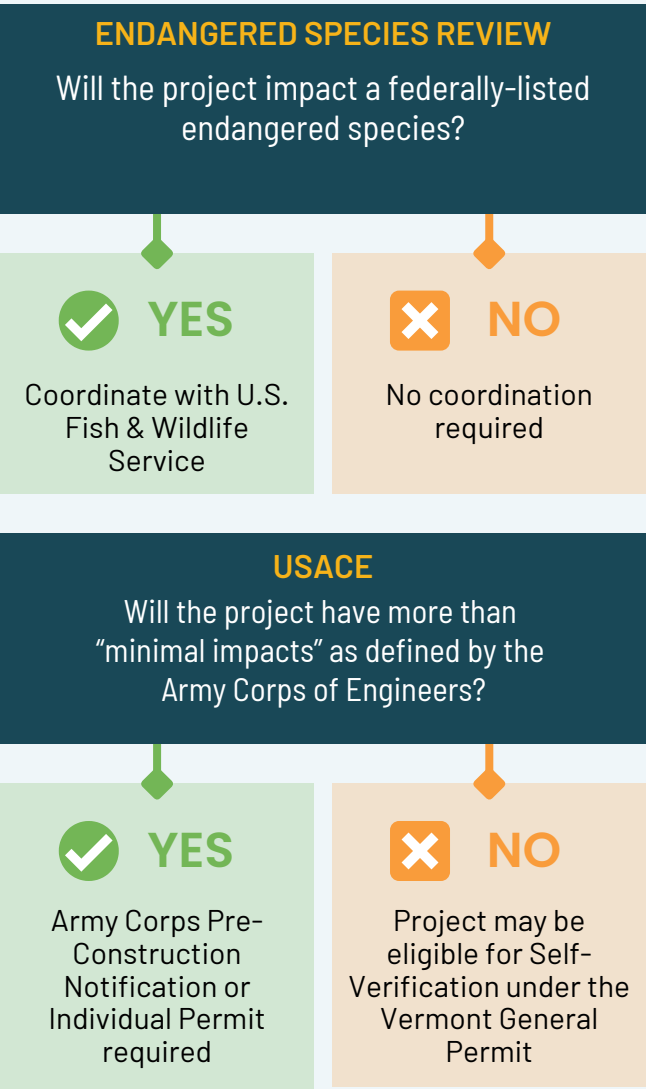 ENDANGERED SPECIES REVIEW
Will the project impact a federally-listed
endangered species?
YES
Coordinate with U.S.
Fish & Wildlife
Service
NO
No coordination
required
USACE
Will the project have more than
“minimal impacts” as defined by the
Army Corps of Engineers?
YES
Army Corps Pre-
Construction
Notification or
Individual Permit
required
NO
Project may be
eligible for Self-
Verification under the
Vermont General
Permit